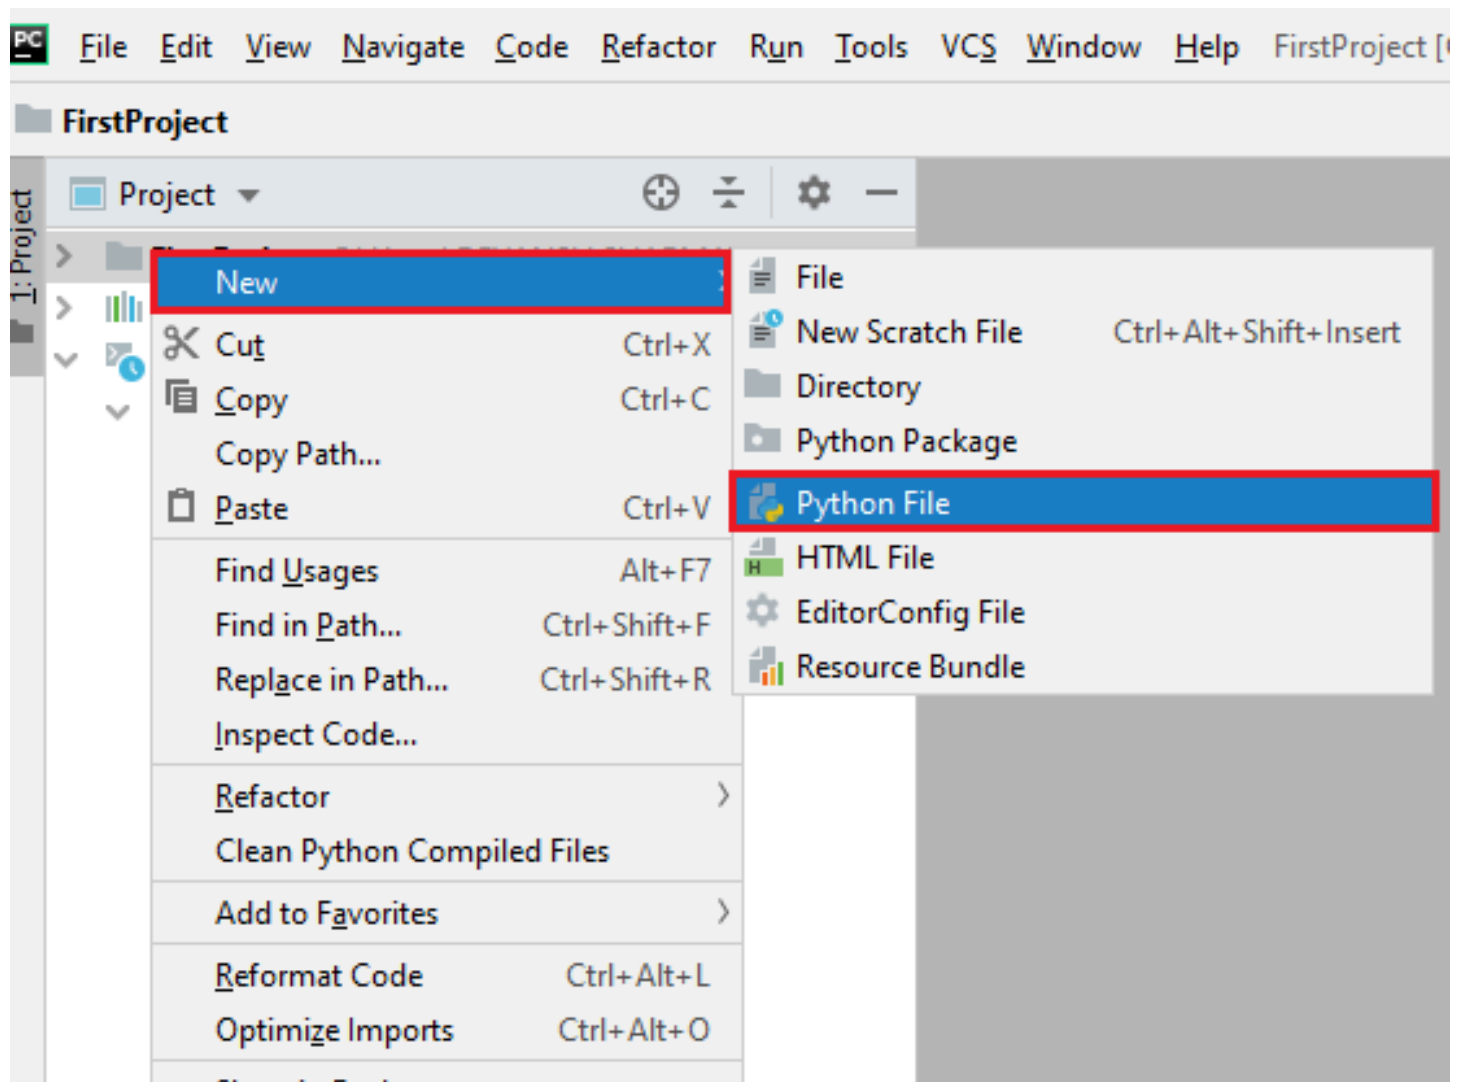 PC File Edit View Navigate Code Refactor Run Tools VCS Window Help FirstProject [
FirstProject
Project
1: Project
New
Cut Ctrl+X
Copy Ctrl+C
Copy Path...
Paste Ctrl+V
Find Usages Alt+F7
Find in Path... Ctrl+Shift+F
Replace in Path... Ctrl+Shift+R
Inspect Code...
Refactor
Clean Python Compiled Files
Add to Favorites
Reformat Code Ctrl+Alt+L
Optimize Imports Ctrl+Alt+O
File
New Scratch File Ctrl+Alt+Shift+Insert
Directory
Python Package
Python File
H HTML File
EditorConfig File
Resource Bundle